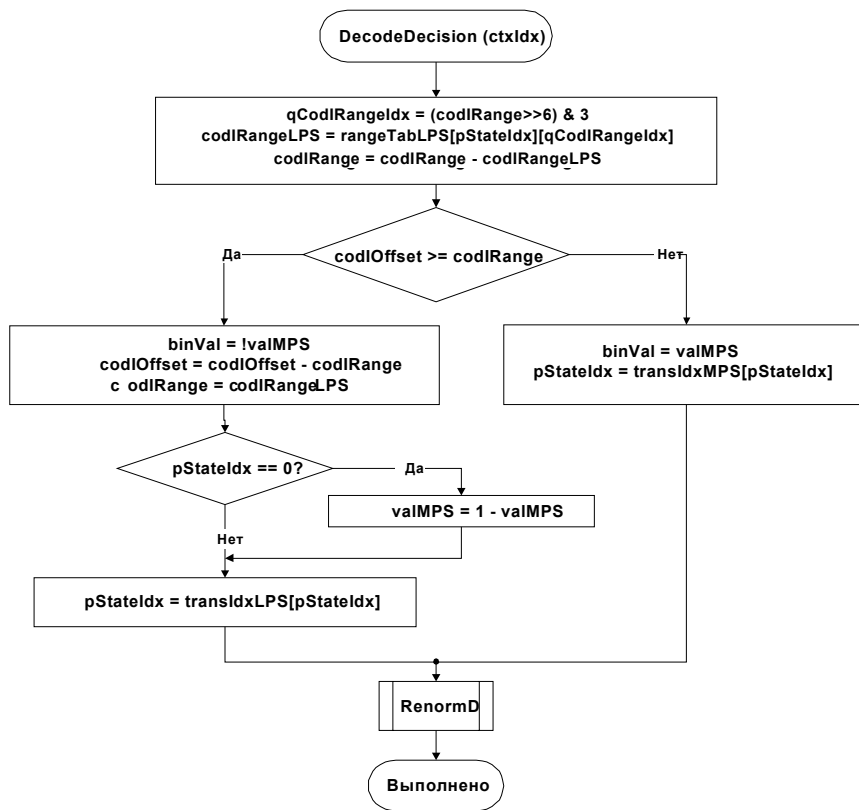 DecodeDecision (ctxIdx)
qCodIRangeIdx = (codIRange>>6) & 3
codIRangeLPS = rangeTabLPS[pStateIdx][qCodIRangeIdx]
codIRange = codIRange - codIRangeLPS
codIOffset >= codIRange
Да
Нет
binVal = !valMPS
codIOffset = codIOffset - codIRange
c odIRange = codIRangeLPS
binVal = valMPS
pStateIdx = transIdxMPS[pStateIdx]
pStateIdx == 0?
Да
valMPS = 1 - valMPS
Нет
pStateIdx = transIdxLPS[pStateIdx]
RenormD
Выполнено